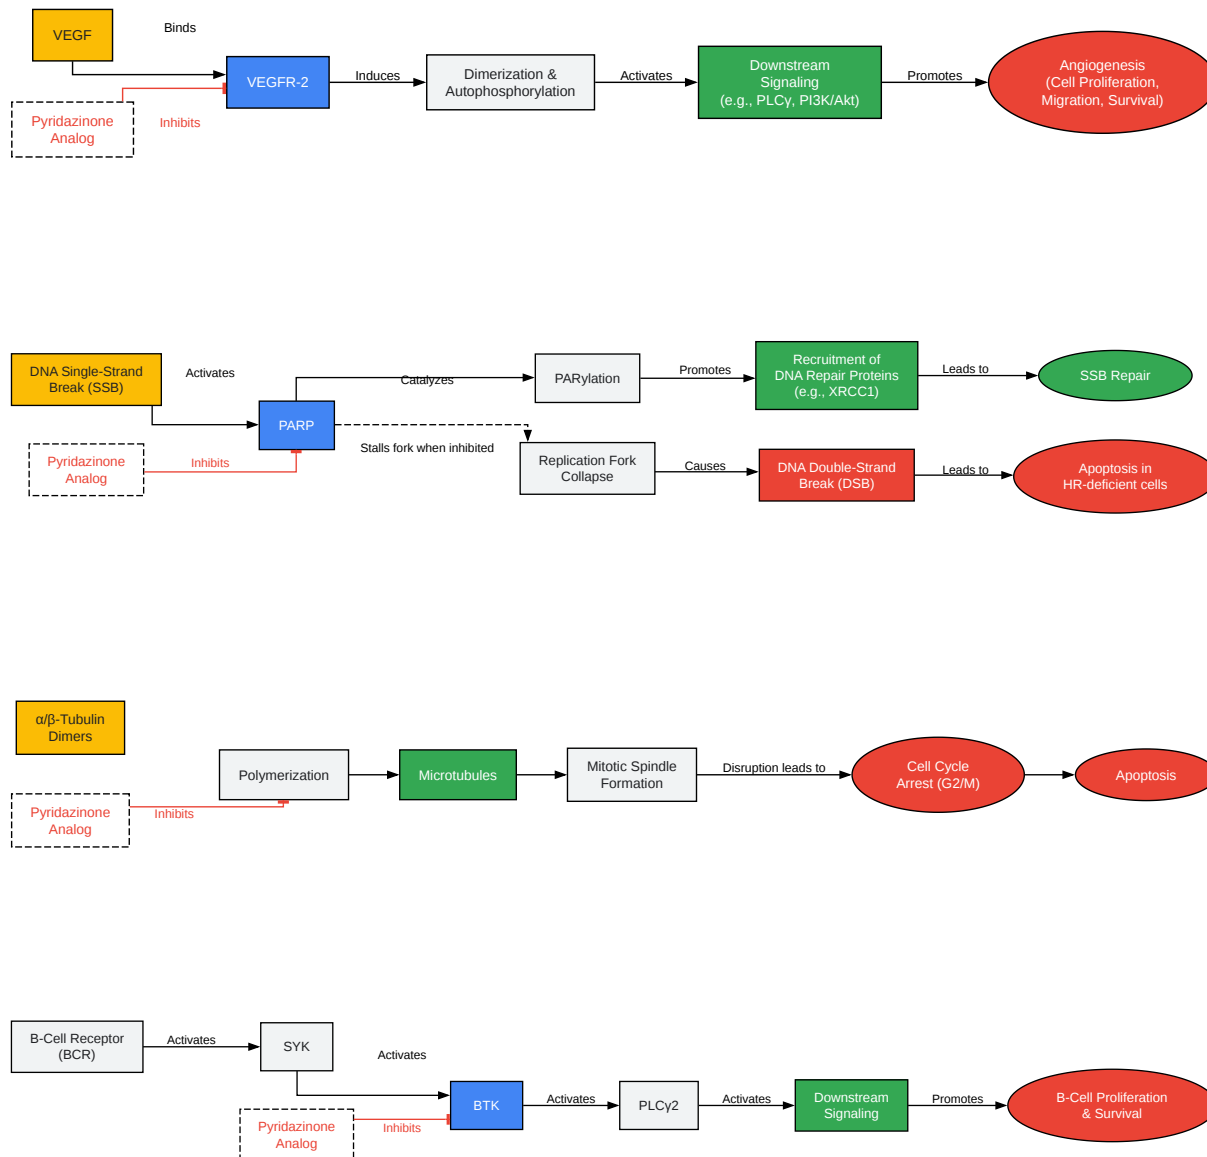 VEGF
Binds
VEGFR-2
Induces
Dimerization &
Autophosphorylation
Activates
Downstream
Signaling
(e.g., PLCγ, PI3K/Akt)
Promotes
Angiogenesis
(Cell Proliferation,
Migration, Survival)
Pyridazinone
Analog
Inhibits
DNA Single-Strand
Break (SSB)
Activates
PARP
Catalyzes
PARylation
Promotes
Recruitment of
DNA Repair Proteins
(e.g., XRCC1)
Leads to
SSB Repair
Pyridazinone
Analog
Inhibits
Stalls fork when inhibited
Replication Fork
Collapse
Causes
DNA Double-Strand
Break (DSB)
Leads to
Apoptosis in
HR-deficient cells
α/β-Tubulin
Dimers
Polymerization
Microtubules
Mitotic Spindle
Formation
Disruption leads to
Cell Cycle
Arrest (G2/M)
Apoptosis
Pyridazinone
Analog
Inhibits
B-Cell Receptor
(BCR)
Activates
SYK
Activates
BTK
Activates
PLCγ2
Activates
Downstream
Signaling
Promotes
B-Cell Proliferation
& Survival
Pyridazinone
Analog
Inhibits